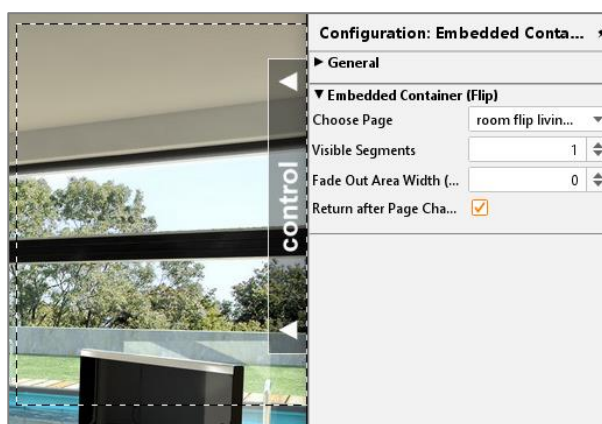 control
Configuration: Embedded Conta...
General
Embedded Container (Flip)
Choose Page room flip livin...
Visible Segments 1
Fade Out Area Width (... 0
Return after Page Cha...